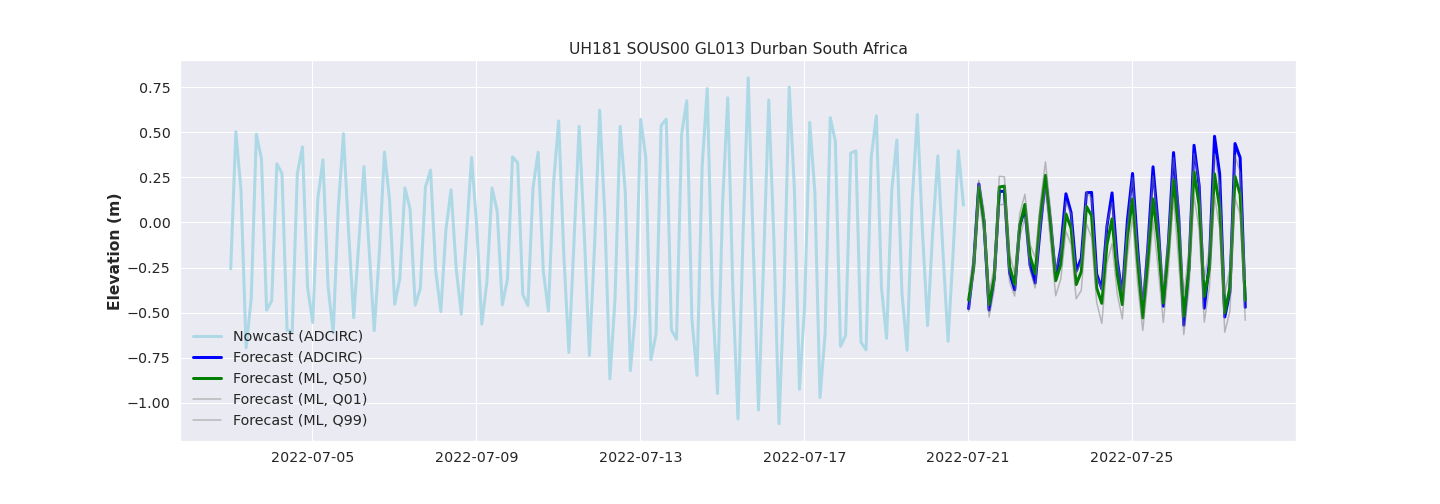 UH181 SOUS00 GL013 Durban South Africa
Elevation (m)
0.75
0.50
0.25
0.00
−0.25
−0.50
−0.75
−1.00
Nowcast (ADCIRC)
Forecast (ADCIRC)
Forecast (ML, Q50)
Forecast (ML, Q01)
Forecast (ML, Q99)
2022-07-05
2022-07-09
2022-07-13
2022-07-17
2022-07-21
2022-07-25